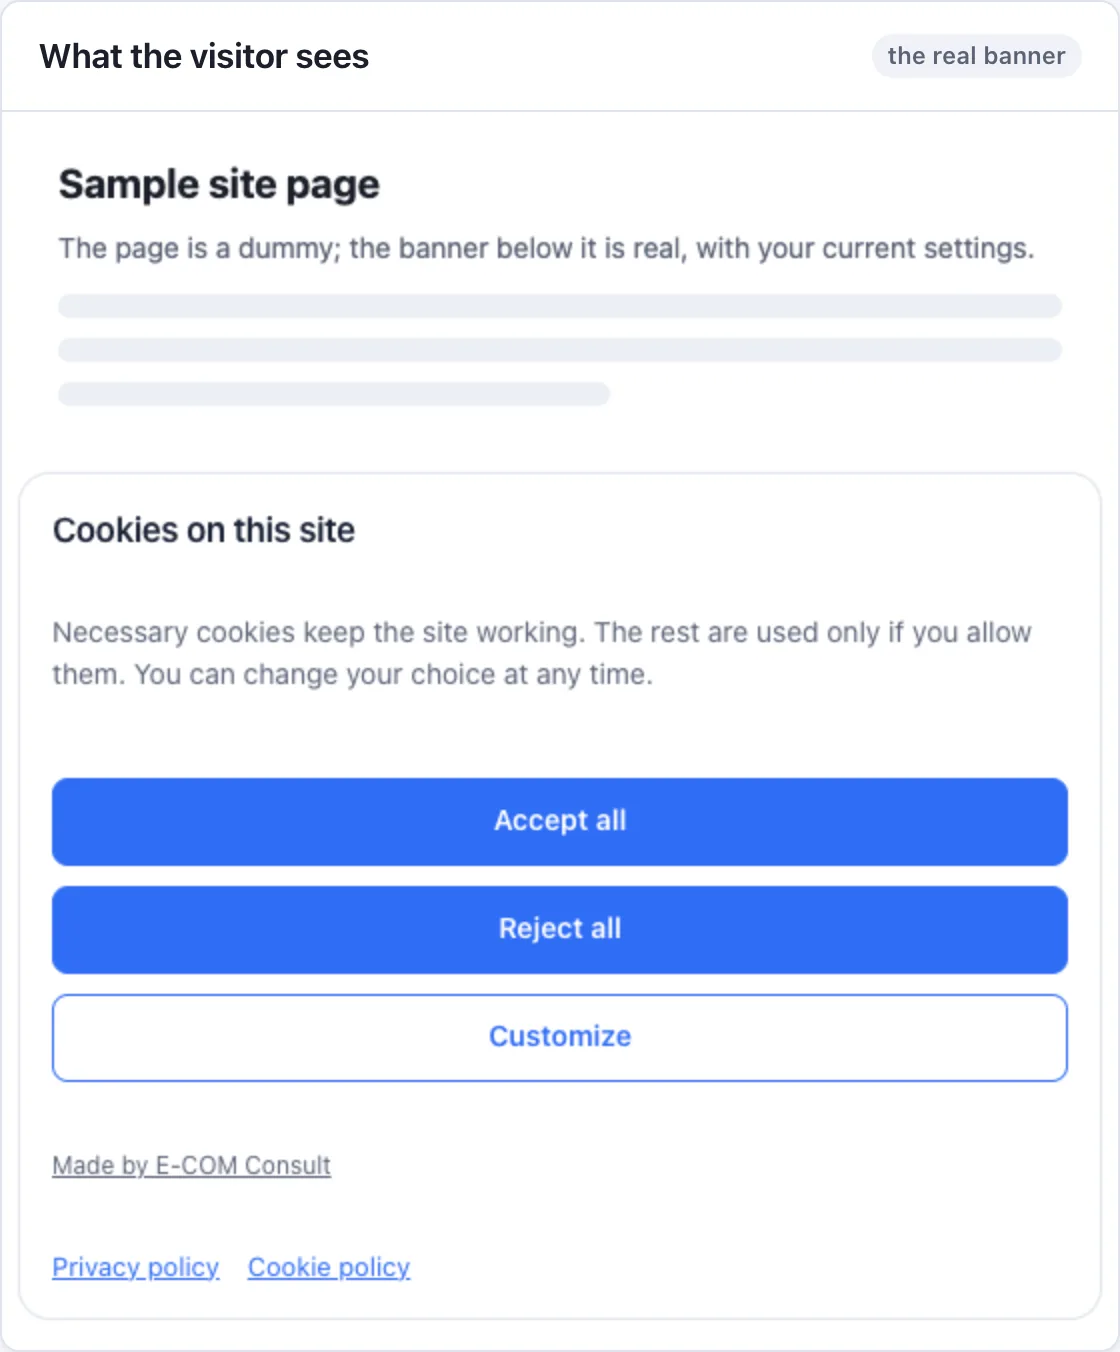 What the visitor sees
the real banner
Sample site page
The page is a dummy; the banner below it is real, with your current settings.
Cookies on this site
Necessary cookies keep the site working. The rest are used only if you allow
them. You can change your choice at any time.
Accept all
Reject all
Customize
Made by E-COM Consult
Privacy policy Cookie policy